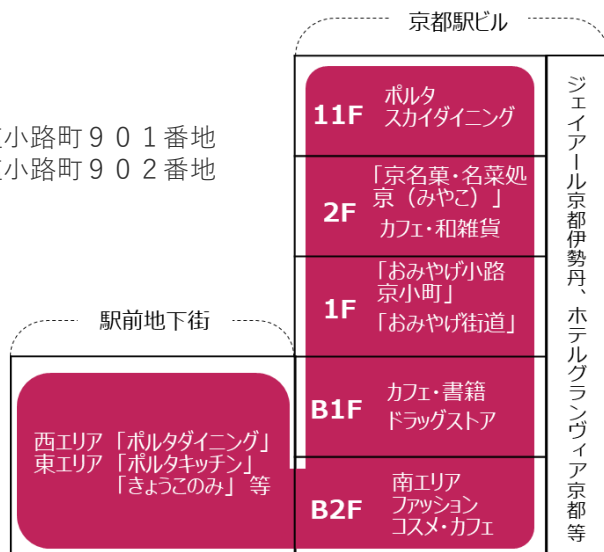 京都駅ビル
小路町９０１番地
小路町９０２番地
11F
ポルタ
スカイダイニング
2F
「京名菓・名菜処
亰（みやこ）」
カフェ・和雑貨
1F
「おみやげ小路
京小町」
「おみやげ街道」
B1F
カフェ・書籍
ドラッグストア
B2F
南エリア
ファッション
コスメ・カフェ
ジェイアール京都伊勢丹、ホテルグランヴィア京都 等
駅前地下街
西エリア 「ポルタダイニング」
東エリア 「ポルタキッチン」
「きょうこのみ」 等